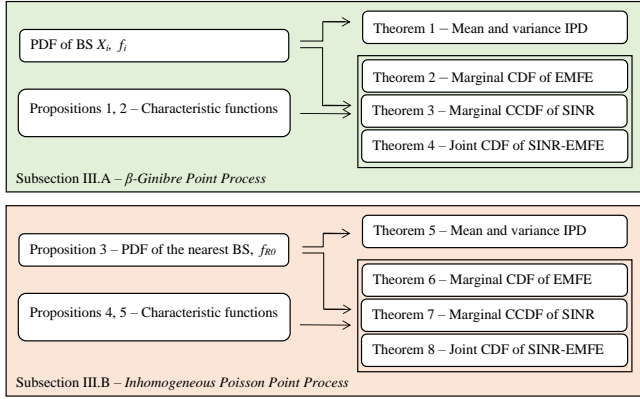 PDF of BS Xi, fi
Theorem 1 – Mean and variance IPD
Theorem 2 – Marginal CDF of EMFE
Propositions 1, 2 – Characteristic functions
Theorem 3 – Marginal CCDF of SINR
Theorem 4 – Joint CDF of SINR-EMFE
Subsection III.A – β-Ginibre Point Process
Proposition 3 – PDF of the nearest BS, fR0
Theorem 5 – Mean and variance IPD
Theorem 6 – Marginal CDF of EMFE
Propositions 4, 5 – Characteristic functions
Theorem 7 – Marginal CCDF of SINR
Theorem 8 – Joint CDF of SINR-EMFE
Subsection III.B – Inhomogeneous Poisson Point Process